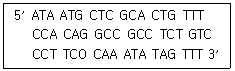 5' ATA ATG CTC GCA CTG TTT
CCA CAG GCC GCC TCT GTC
CCT TCO CAA ATA TAG TTT 3'